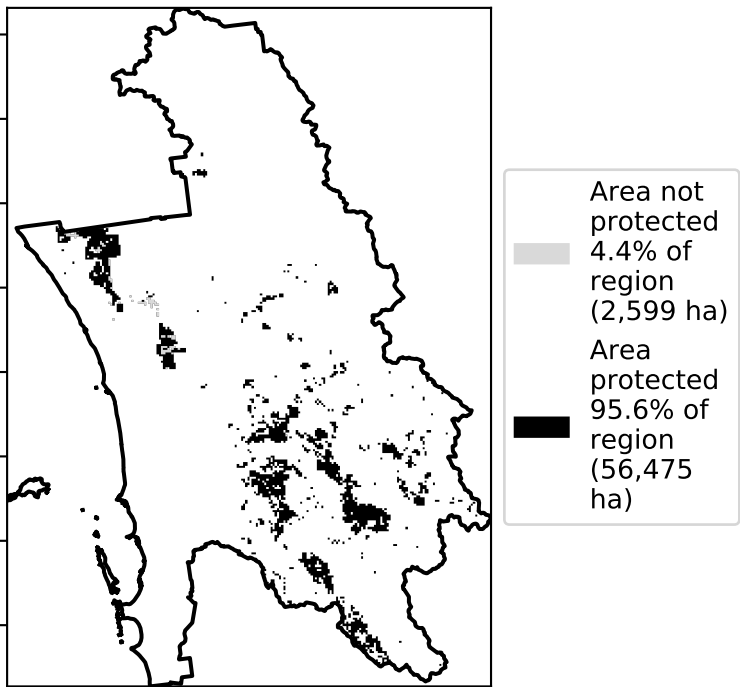 Area not
protected
4.4% of
region
(2,599 ha)
Area
protected
95.6% of
region
(56,475
ha)